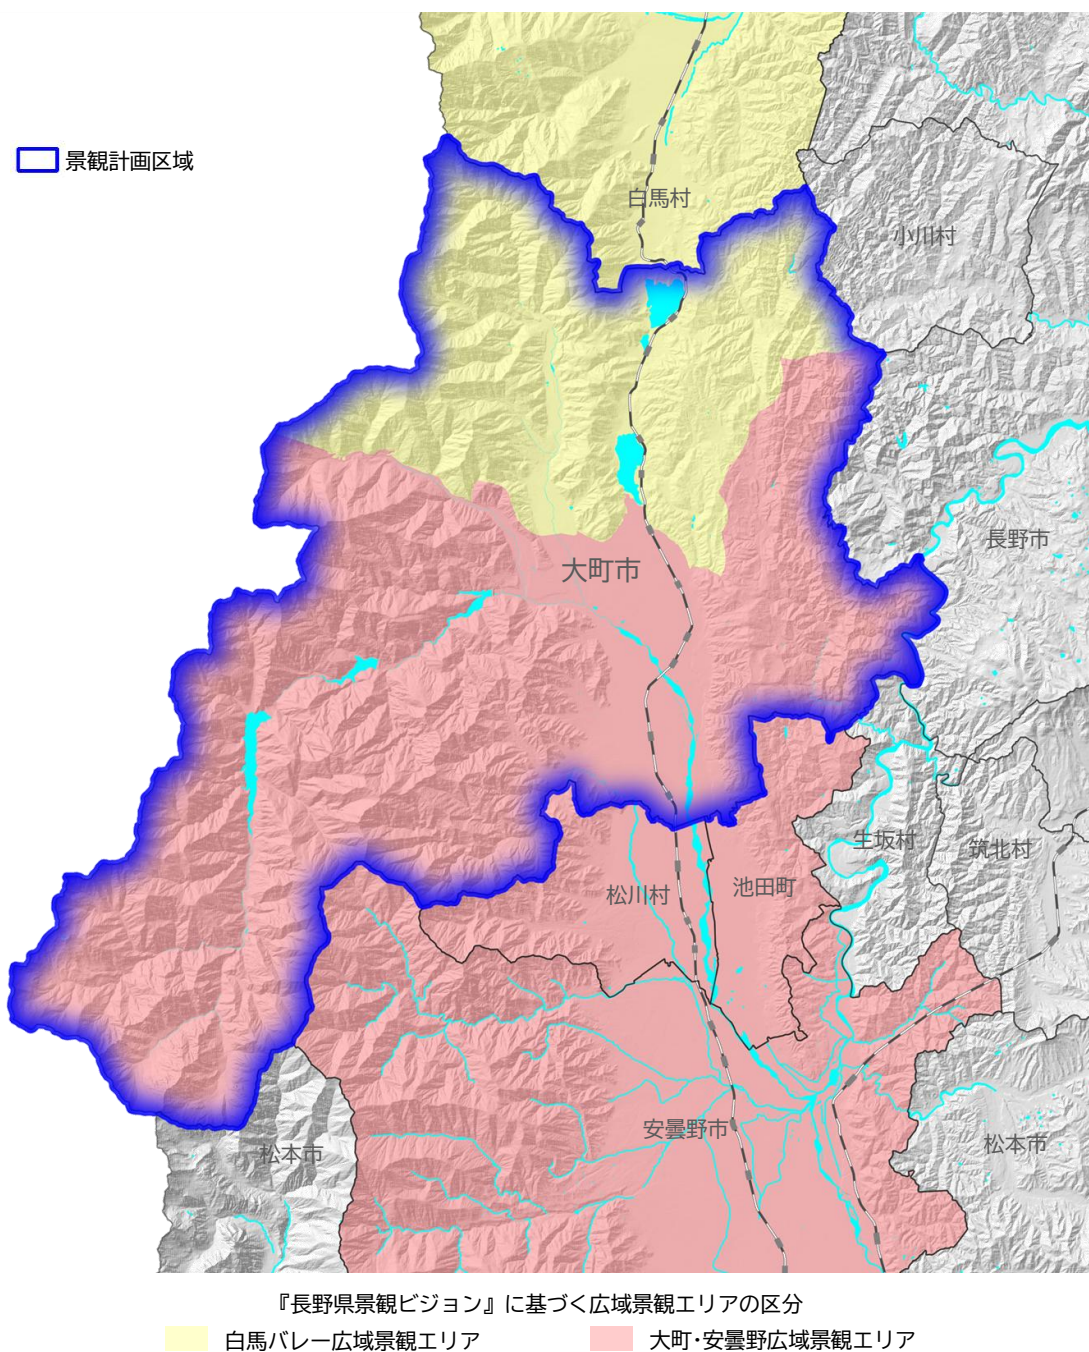 景観計画区域
白馬村
小川村
長野市
大町市
生坂村
筑北村
松川村
池田町
安曇野市
松本市
松本市
『長野県景観ビジョン』に基づく広域景観エリアの区分
白馬バレー広域景観エリア
大町・安曇野広域景観エリア